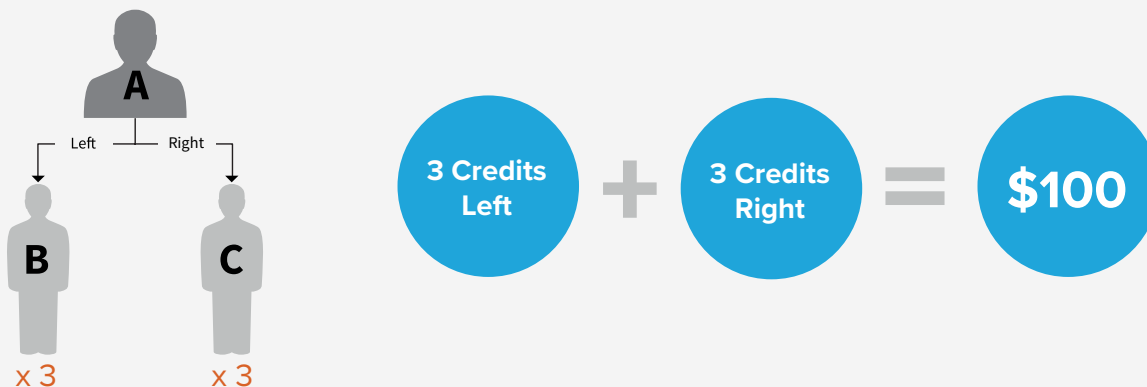 A
Left
Right
B
C
x 3
x 3
3 Credits
Left
+
3 Credits
Right
=
$100